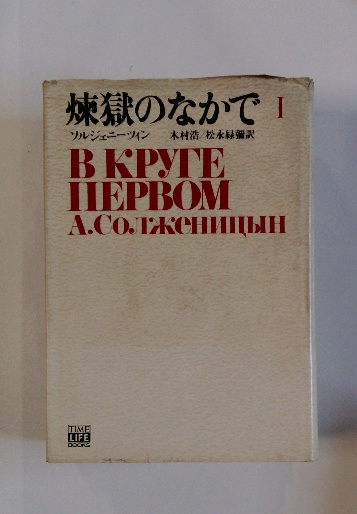 煉獄のなかで I
ソルジェニーツィン 木村浩/松永緑彌訳
В КРУГЕ
ПЕРВОМ
А.Солженицын
TIME
LIFE
BOOKS